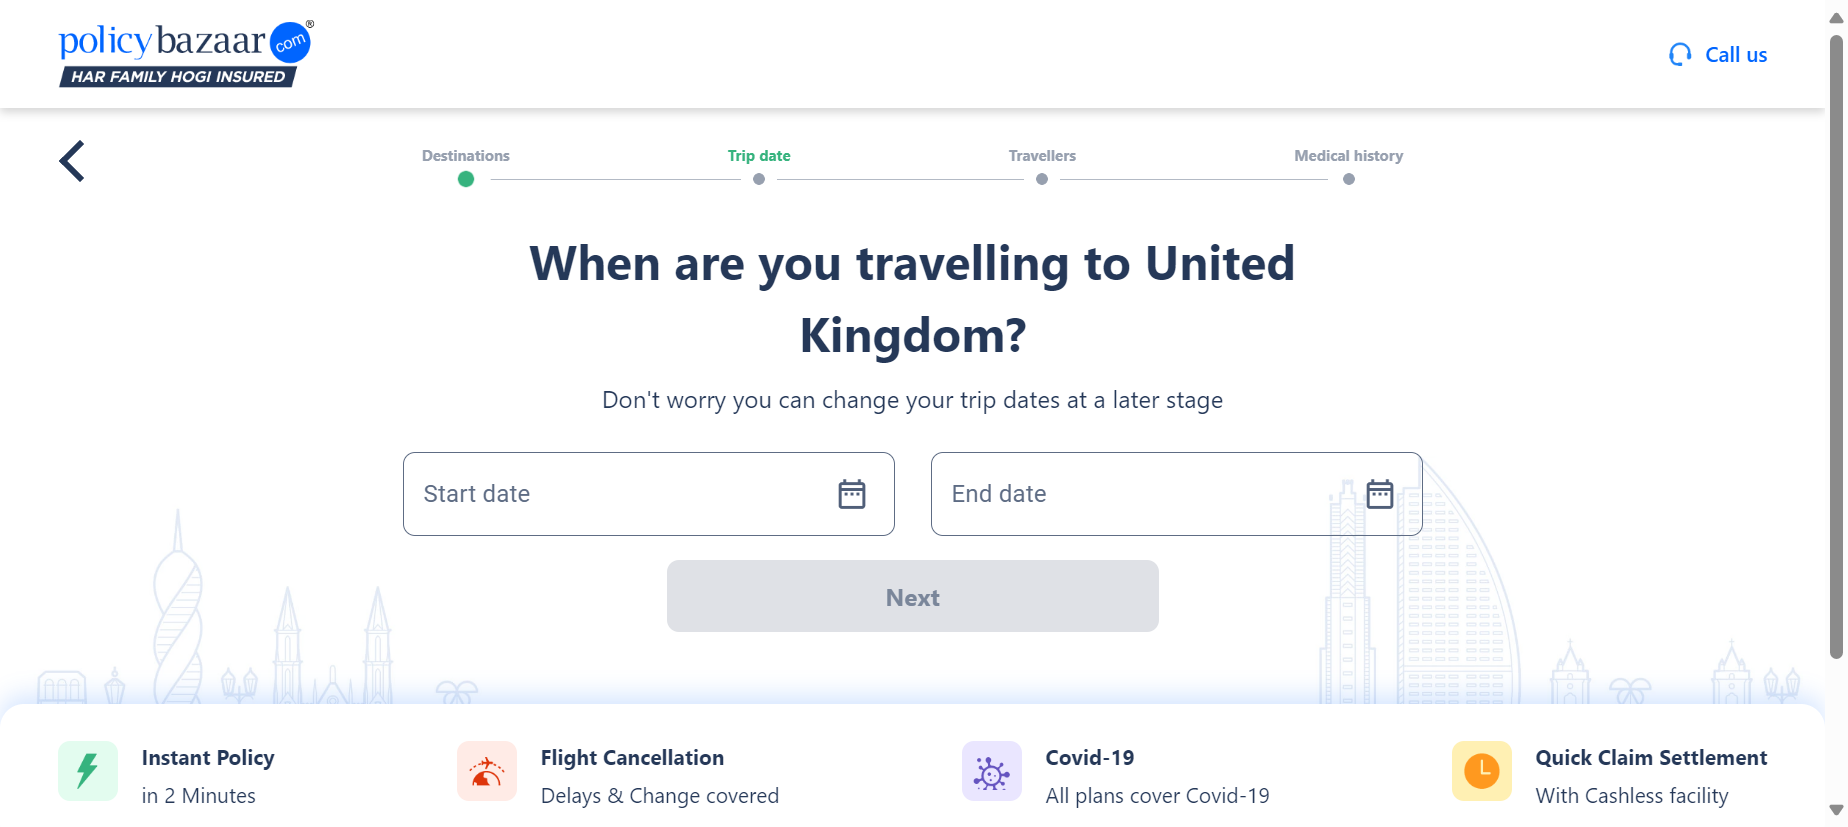 policybazaar com®
HAR FAMILY HOGI INSURED
Call us
Destinations
Trip date
Travellers
Medical history
When are you travelling to United
Kingdom?
Don't worry you can change your trip dates at a later stage
Start date
End date
Next
Instant Policy
in 2 Minutes
Flight Cancellation
Delays & Change covered
Covid-19
All plans cover Covid-19
Quick Claim Settlement
With Cashless facility